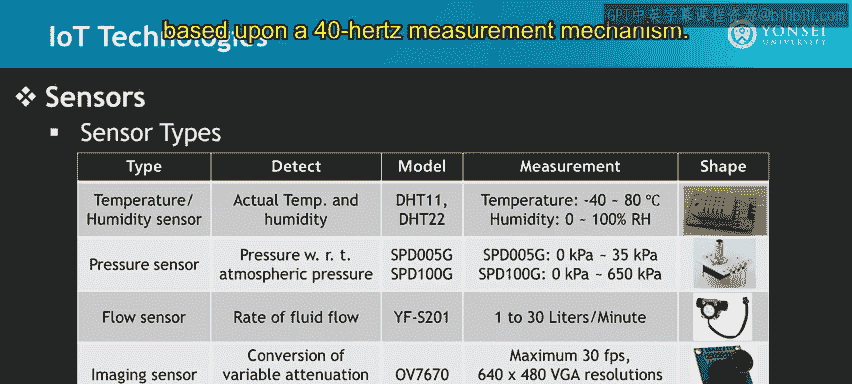 based upon a 40-hertz measurement mechanism.
IoT Technologies
YONSEI
UNIVERSITY
❖ Sensors
▪ Sensor Types
Type Detect Model Measurement Shape
Temperature/
Humidity sensor
Actual Temp. and
humidity
DHT11,
DHT22
Temperature: -40 ~ 80 ℃
Humidity: 0 ~ 100% RH
Pressure sensor
Pressure w. r. t.
atmospheric pressure
SPD005G
SPD100G
SPD005G: 0 kPa ~ 35 kPa
SPD100G: 0 kPa ~ 650 kPa
Flow sensor
Rate of fluid flow
YF-S201
1 to 30 Liters/Minute
Imaging sensor
Conversion of
variable attenuation
OV7670
Maximum 30 fps,
640 x 480 VGA resolutions